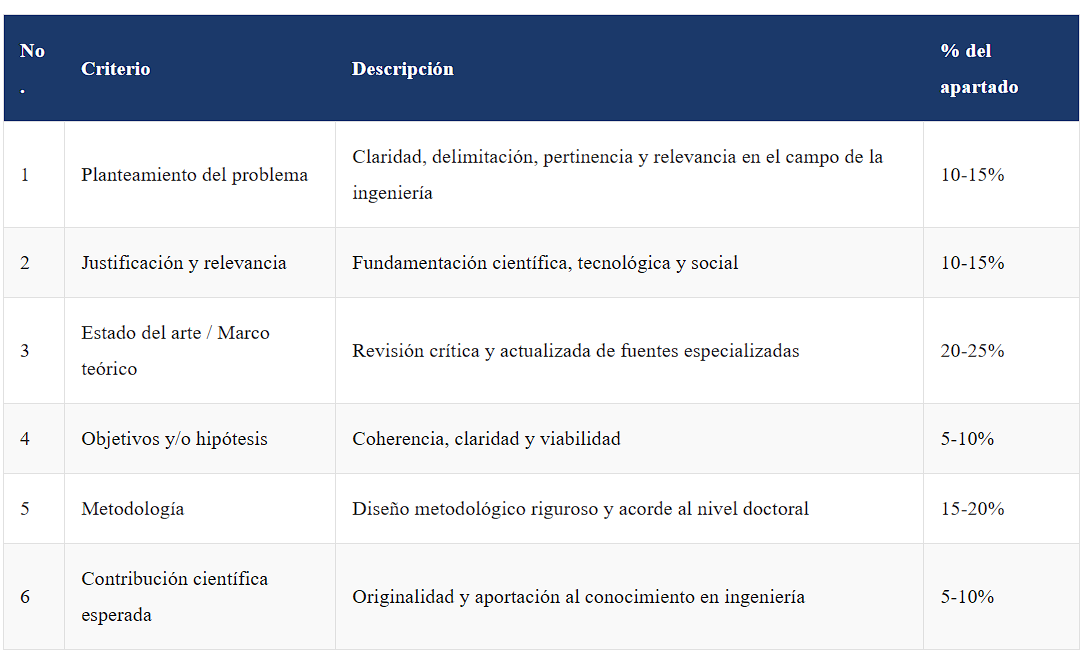 No
.
Criterio
Descripción
% del
apartado
1
Planteamiento del problema
Claridad, delimitación, pertinencia y relevancia en el campo de la
ingeniería
10-15%
2
Justificación y relevancia
Fundamentación científica, tecnológica y social
10-15%
3
Estado del arte / Marco
teórico
Revisión crítica y actualizada de fuentes especializadas
20-25%
4
Objetivos y/o hipótesis
Coherencia, claridad y viabilidad
5-10%
5
Metodología
Diseño metodológico riguroso y acorde al nivel doctoral
15-20%
6
Contribución científica
esperada
Originalidad y aportación al conocimiento en ingeniería
5-10%